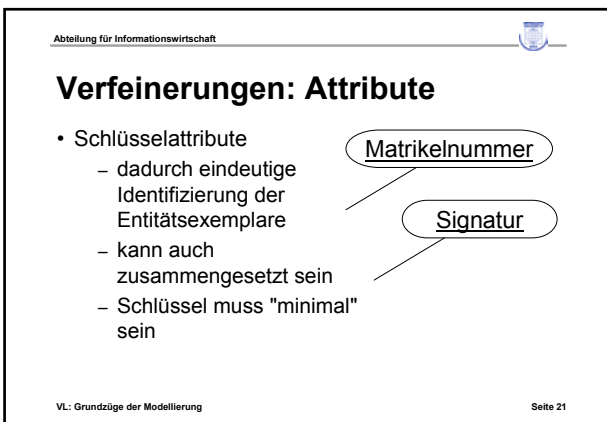 Abteilung für Informationswirtschaft
Verfeinerungen: Attribute
• Schlüsselattribute
– dadurch eindeutige
Identifizierung der
Entitätsexemplare
– kann auch
zusammengesetzt sein
– Schlüssel muss "minimal"
sein
Matrikelnummer
Signatur
VL: Grundzüge der Modellierung
Seite 21